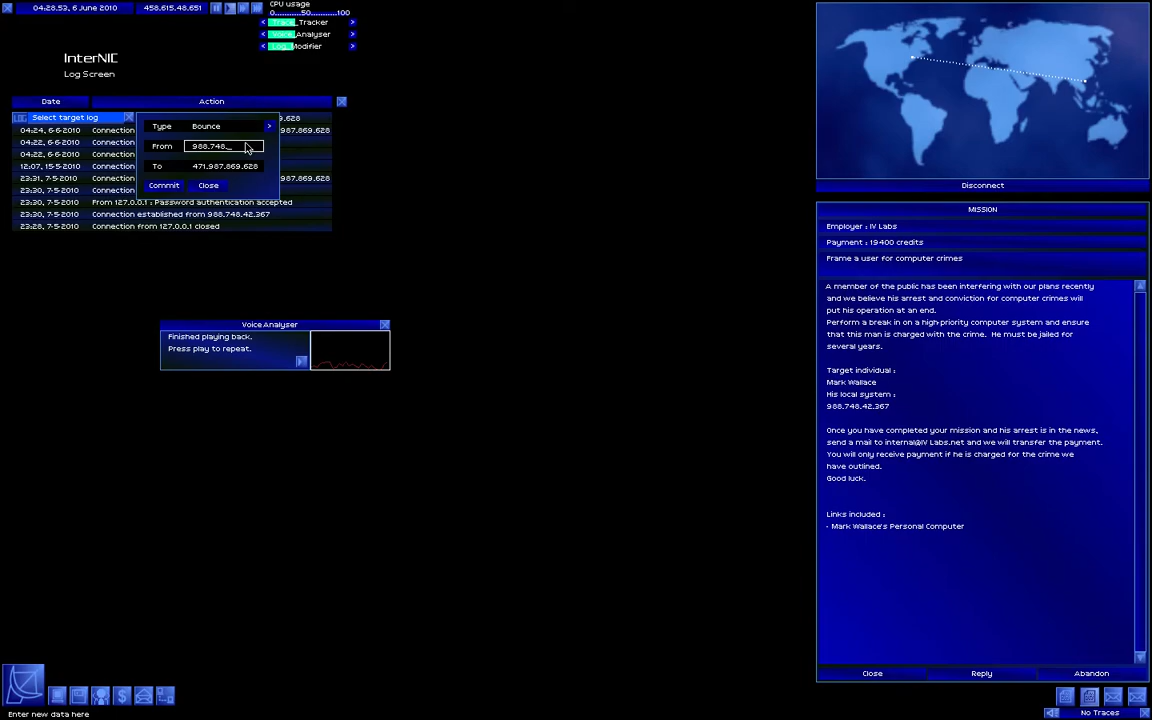 04:28.53, 6 June 2010
458.615.48.651
CPU usage
0..........50..........100
Trace_Tracker
Voice_Analyser
Log_Modifier
InterNIC
Log Screen
Date
Action
LOG
Select target log
9.628
04:24, 6-6-2010 Connection 987.869.628
04:22, 6-6-2010 Connection
04:22, 6-6-2010 Connection
12:07, 15-5-2010 Connection
23:31, 7-5-2010 Connection 987.869.628
23:30, 7-5-2010 Connection
23:30, 7-5-2010 From 127.0.0.1 : Password authentication accepted
23:30, 7-5-2010 Connection established from 988.748.42.367
23:28, 7-5-2010 Connection from 127.0.0.1 closed
Type Bounce >
From 988.748._
To 471.987.869.628
Commit Close
Voice Analyser
Finished playing back.
Press play to repeat.
Disconnect
MISSION
Employer : IV Labs
Payment : 19400 credits
Frame a user for computer crimes
A member of the public has been interfering with our plans recently
and we believe his arrest and conviction for computer crimes will
put his operation at an end.
Perform a break in on a high-priority computer system and ensure
that this man is charged with the crime. He must be jailed for
several years.
Target individual :
Mark Wallace
His local system :
988.748.42.367
Once you have completed your mission and his arrest is in the news,
send a mail to internal@IV Labs.net and we will transfer the payment.
You will only receive payment if he is charged for the crime we
have outlined.
Good luck.
Links included :
- Mark Wallace's Personal Computer
Close
Reply
Abandon
Enter new data here
No Traces